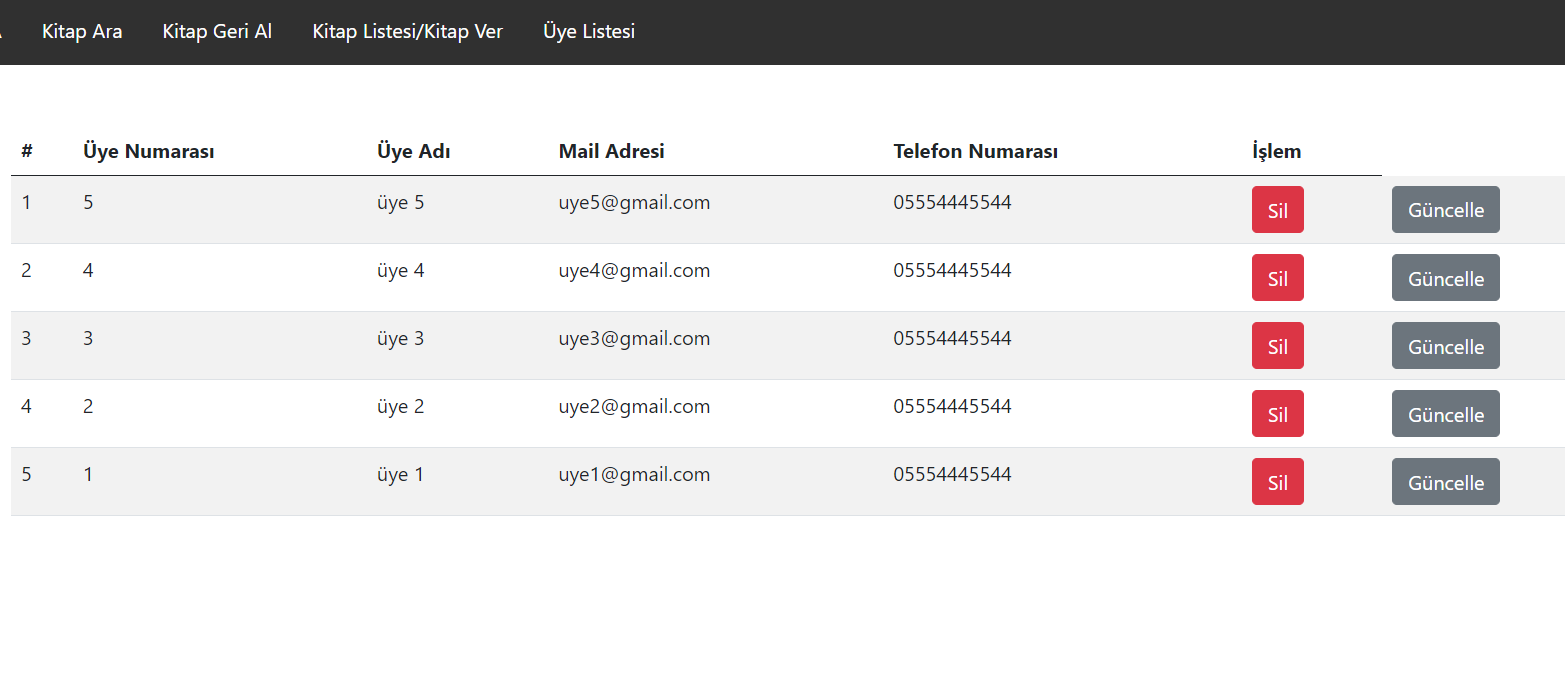 Kitap Ara Kitap Geri Al Kitap Listesi/Kitap Ver Üye Listesi
# Üye Numarası Üye Adı Mail Adresi Telefon Numarası İşlem
1 5 üye 5 uye5@gmail.com 05554445544 Sil Güncelle
2 4 üye 4 uye4@gmail.com 05554445544 Sil Güncelle
3 3 üye 3 uye3@gmail.com 05554445544 Sil Güncelle
4 2 üye 2 uye2@gmail.com 05554445544 Sil Güncelle
5 1 üye 1 uye1@gmail.com 05554445544 Sil Güncelle